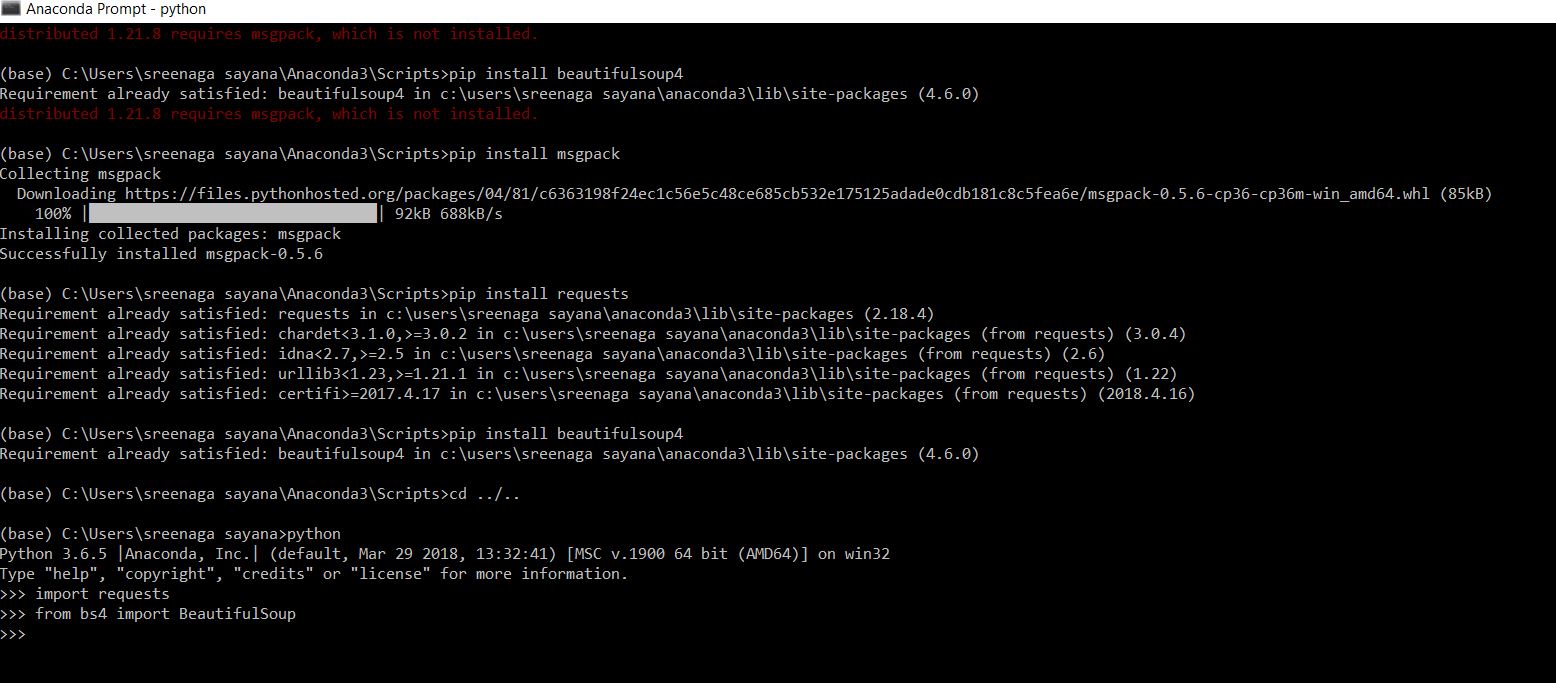 Anaconda Prompt - python
distributed 1.21.8 requires msgpack, which is not installed.
(base) C:\Users\sreenaga sayana\Anaconda3\Scripts>pip install beautifulsoup4
Requirement already satisfied: beautifulsoup4 in c:\users\sreenaga sayana\anaconda3\lib\site-packages (4.6.0)
distributed 1.21.8 requires msgpack, which is not installed.
(base) C:\Users\sreenaga sayana\Anaconda3\Scripts>pip install msgpack
Collecting msgpack
  Downloading https://files.pythonhosted.org/packages/04/81/c6363198f24ec1c56e5c48ce685cb532e175125adade0cdb181c8c5fea6e/msgpack-0.5.6-cp36-cp36m-win_amd64.whl (85kB)
    100% || 92kB 688kB/s
Installing collected packages: msgpack
Successfully installed msgpack-0.5.6
(base) C:\Users\sreenaga sayana\Anaconda3\Scripts>pip install requests
Requirement already satisfied: requests in c:\users\sreenaga sayana\anaconda3\lib\site-packages (2.18.4)
Requirement already satisfied: chardet<3.1.0,>=3.0.2 in c:\users\sreenaga sayana\anaconda3\lib\site-packages (from requests) (3.0.4)
Requirement already satisfied: idna<2.7,>=2.5 in c:\users\sreenaga sayana\anaconda3\lib\site-packages (from requests) (2.6)
Requirement already satisfied: urllib3<1.23,>=1.21.1 in c:\users\sreenaga sayana\anaconda3\lib\site-packages (from requests) (1.22)
Requirement already satisfied: certifi>=2017.4.17 in c:\users\sreenaga sayana\anaconda3\lib\site-packages (from requests) (2018.4.16)
(base) C:\Users\sreenaga sayana\Anaconda3\Scripts>pip install beautifulsoup4
Requirement already satisfied: beautifulsoup4 in c:\users\sreenaga sayana\anaconda3\lib\site-packages (4.6.0)
(base) C:\Users\sreenaga sayana\Anaconda3\Scripts>cd ../..
(base) C:\Users\sreenaga sayana>python
Python 3.6.5 |Anaconda, Inc.| (default, Mar 29 2018, 13:32:41) [MSC v.1900 64 bit (AMD64)] on win32
Type "help", "copyright", "credits" or "license" for more information.
>>> import requests
>>> from bs4 import BeautifulSoup
>>>